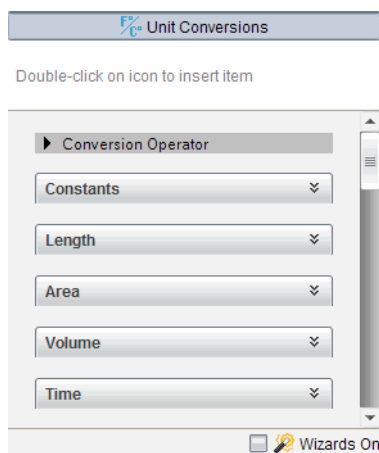 F°/C° Unit Conversions
Double-click on icon to insert item
Conversion Operator
Constants
Length
Area
Volume
Time
Wizards On